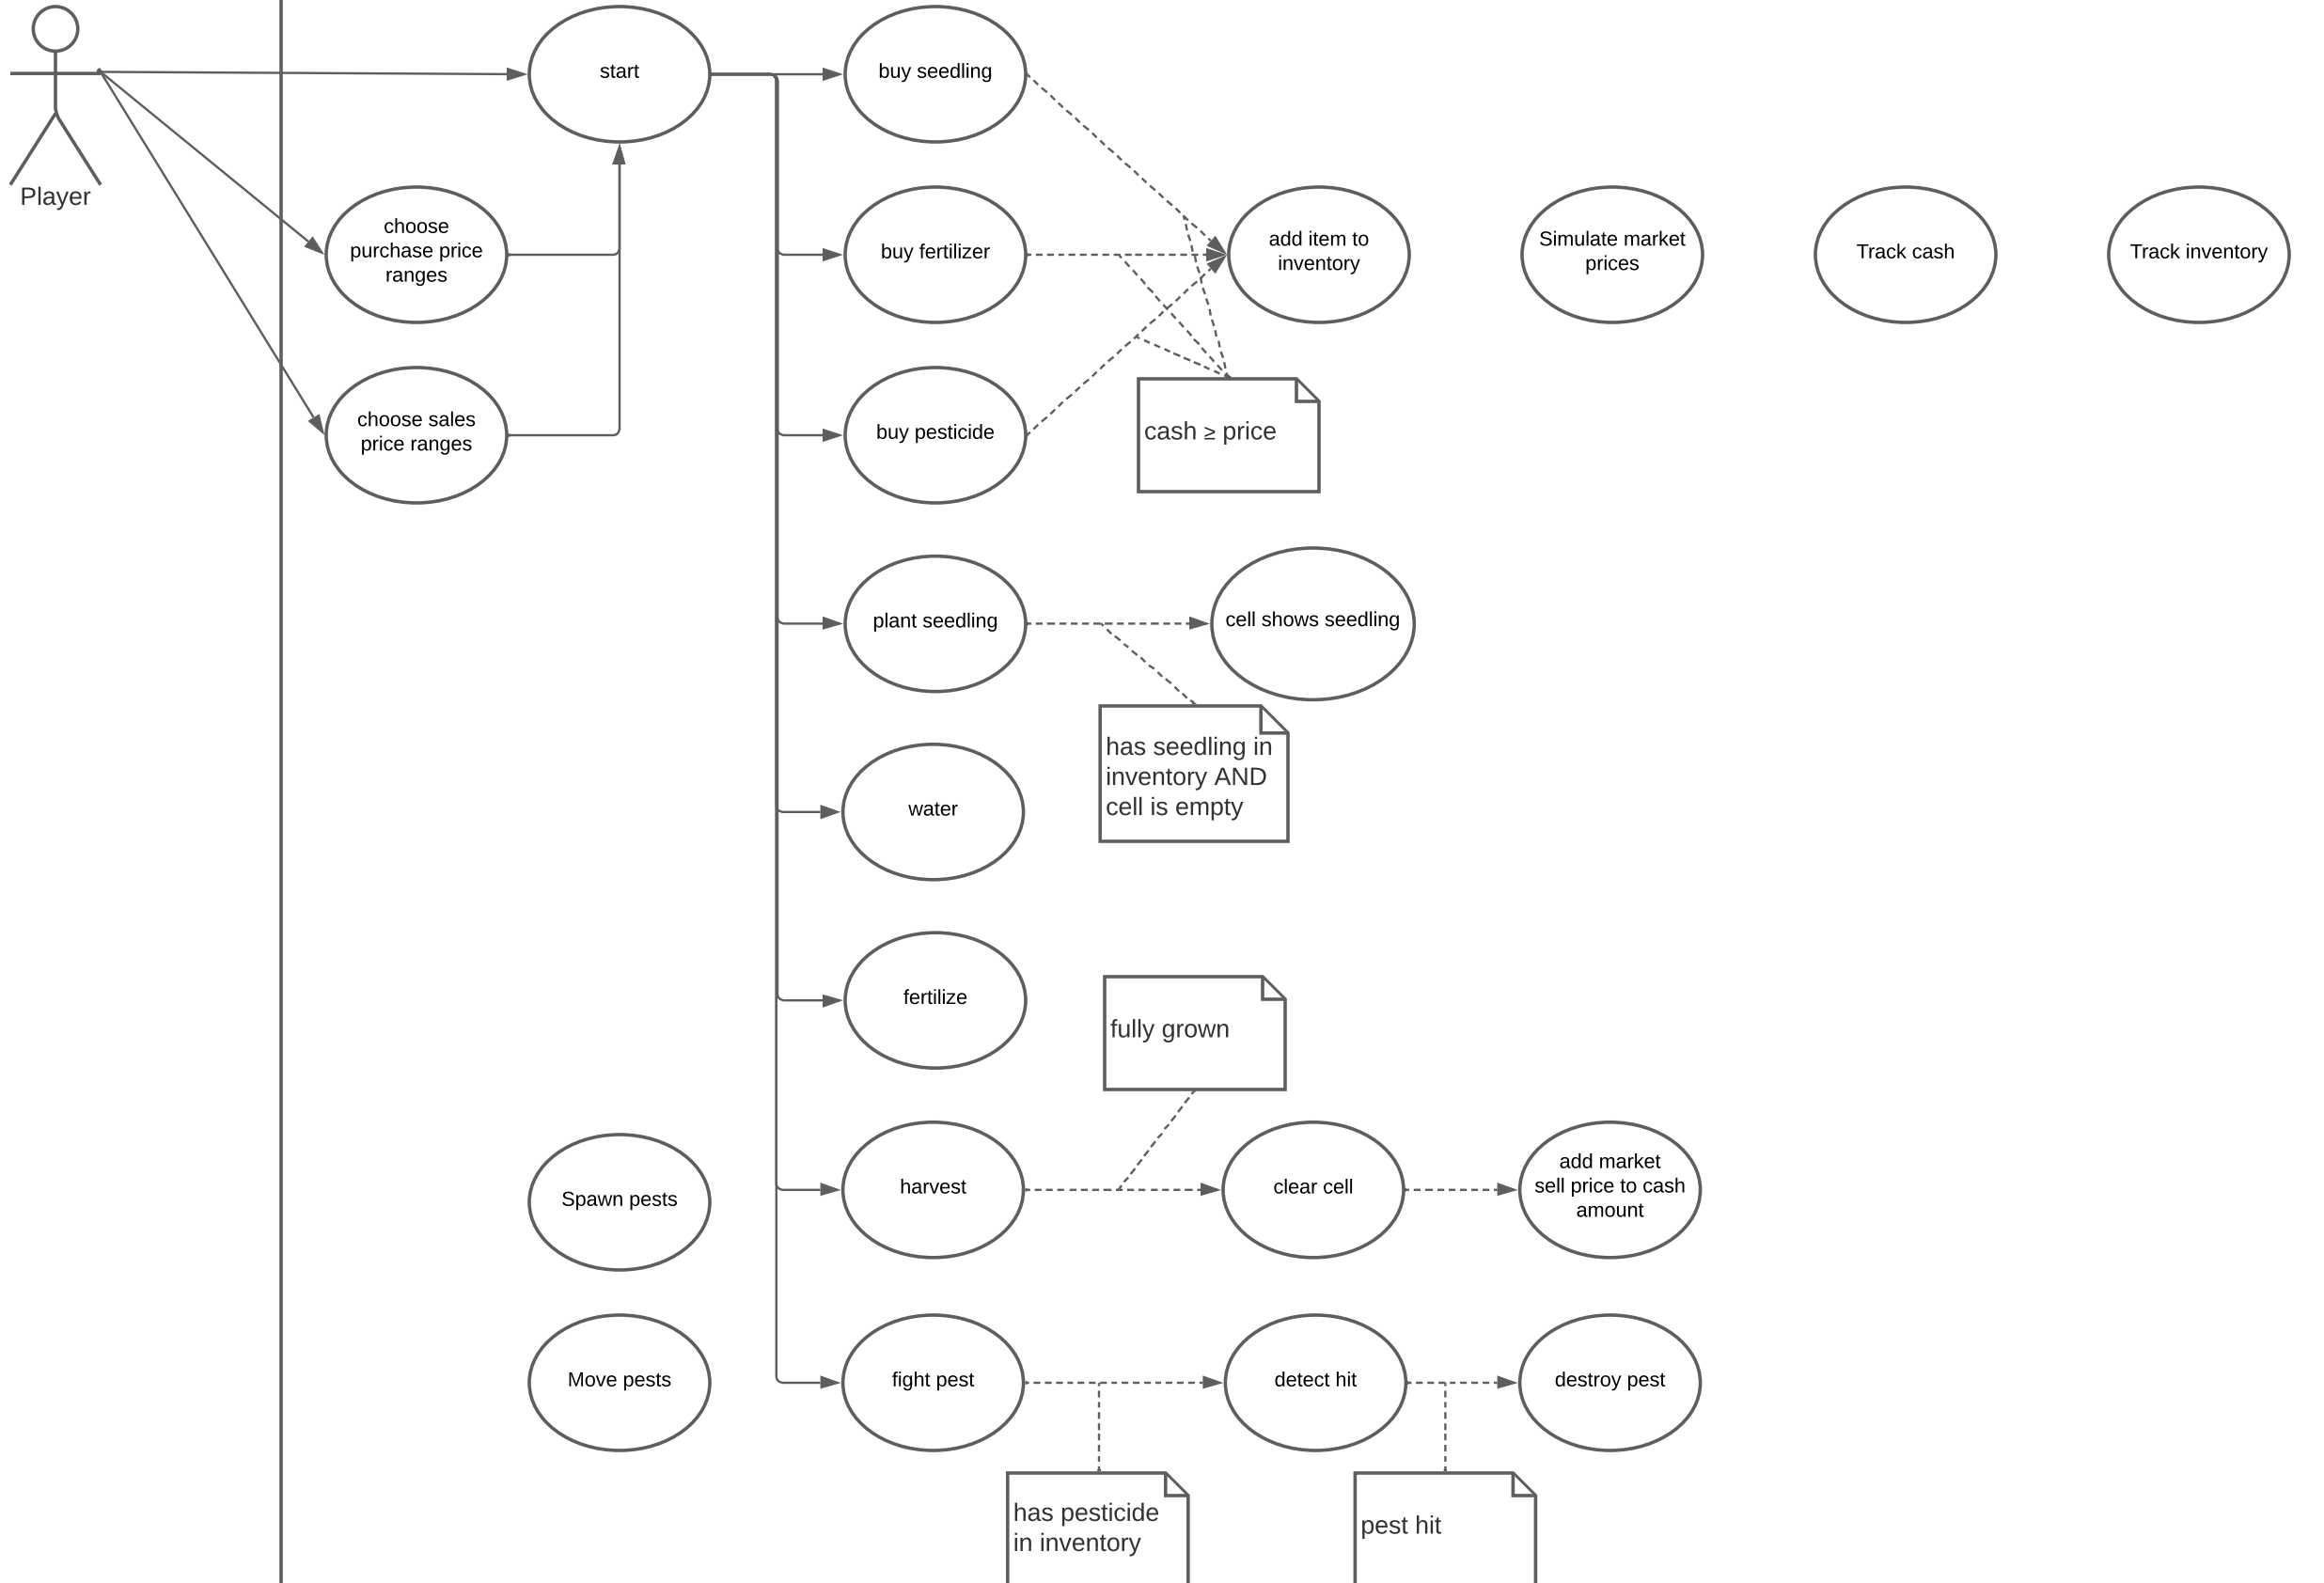 Player
start
buy seedling
choose
purchase price
ranges
buy fertilizer
add item to
inventory
Simulate market
prices
Track cash
Track inventory
choose sales
price ranges
buy pesticide
cash ≥ price
plant seedling
cell shows seedling
has seedling in
inventory AND
cell is empty
water
fertilize
fully grown
Spawn pests
harvest
clear cell
add market
sell price to cash
amount
Move pests
fight pest
detect hit
destroy pest
has pesticide
in inventory
pest hit